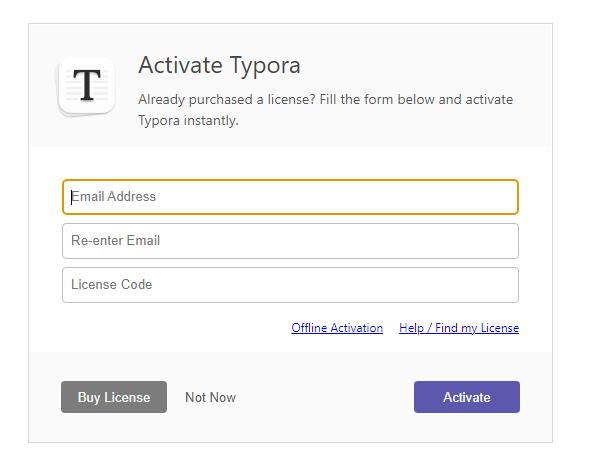 T
Activate Typora
Already purchased a license? Fill the form below and activate
Typora instantly.
Email Address
Re-enter Email
License Code
Offline Activation Help / Find my License
Buy License Not Now Activate